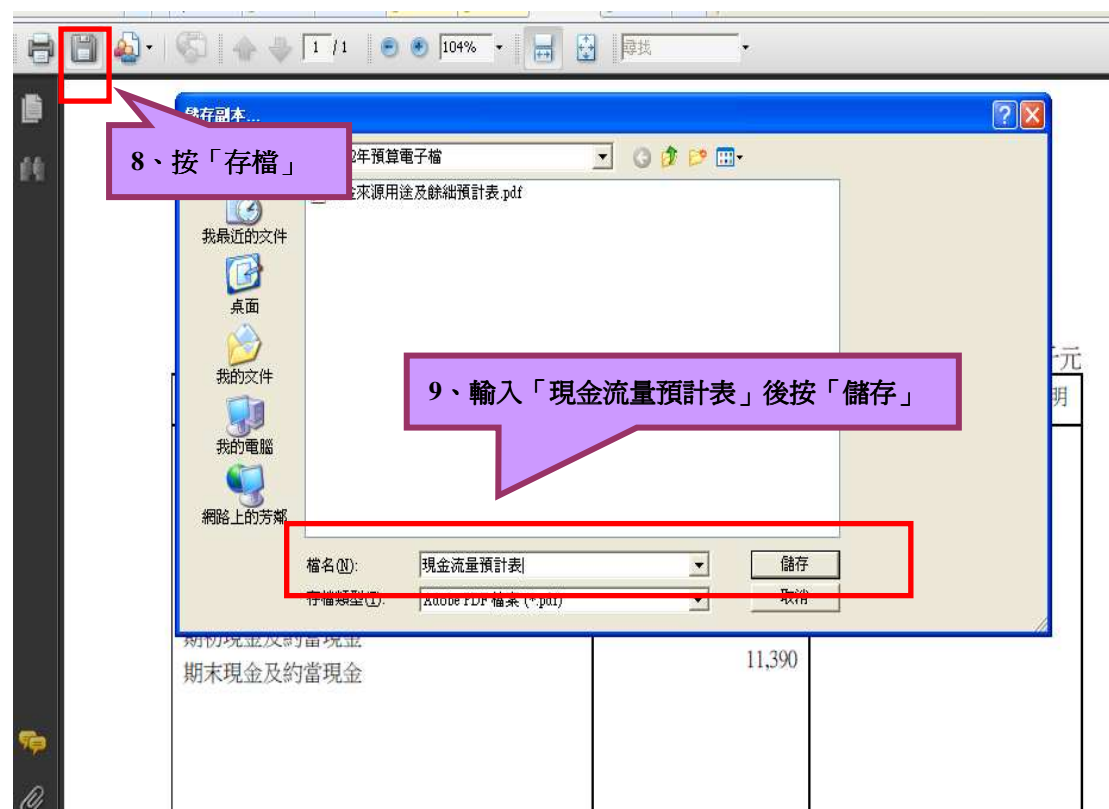 1 / 1
104%
尋找
儲存副本...
8、按「存檔」
2年預算電子檔
金來源用途及餘絀預計表.pdf
我最近的文件
桌面
我的文件
我的電腦
網路上的芳鄰
千元
明
9、輸入「現金流量預計表」後按「儲存」
檔名(N):
現金流量預計表
儲存
存檔類型(T):
Adobe PDF 檔案 (*.pdf)
取消
期初現金及約當現金
期末現金及約當現金
11,390